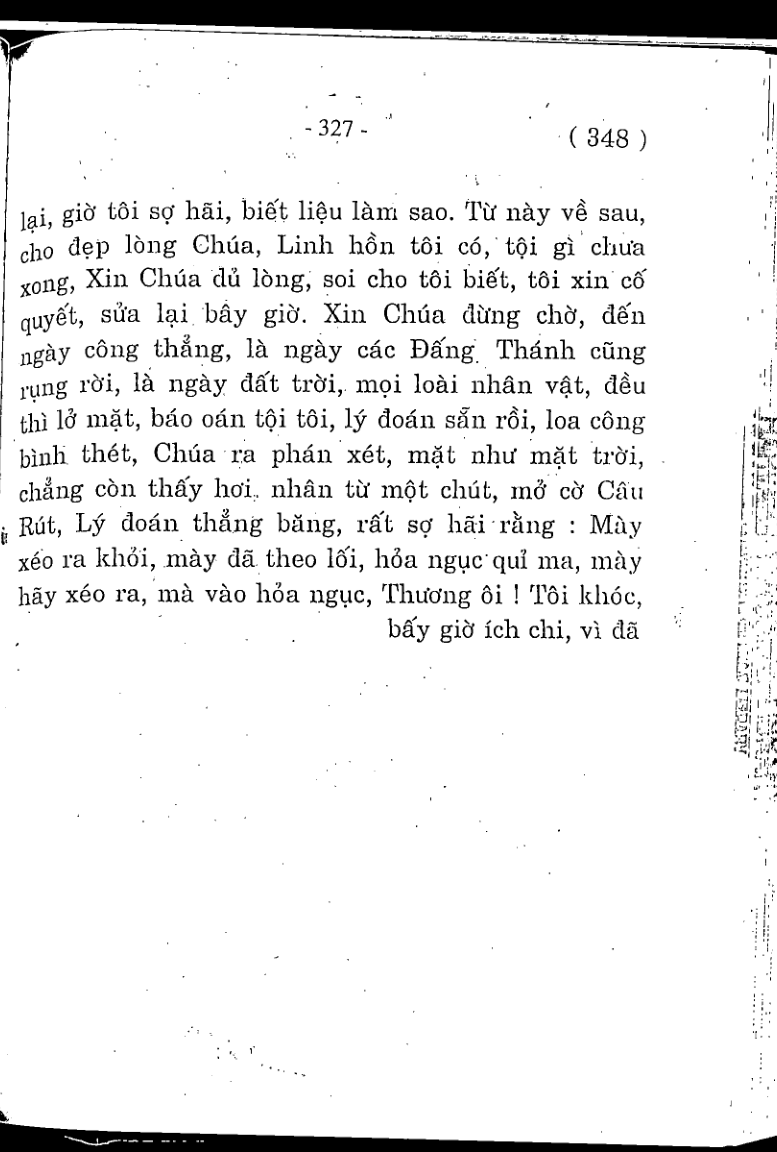 - 327 -
( 348 )
lại, giờ tôi sợ hãi, biết liệu làm sao. Từ này về sau,
cho đẹp lòng Chúa, Linh hồn tôi có, tội gì chưa
xong, Xin Chúa đủ lòng, soi cho tôi biết, tôi xin cố
quyết, sửa lại bây giờ. Xin Chúa đừng chờ, đến
ngày công thẳng, là ngày các Đấng Thánh cũng
rụng rời, là ngày đất trời, mọi loài nhân vật, đều
thì lở mặt, báo oán tội tôi, lý đoán sẵn rồi, loa công
bình thét, Chúa ra phán xét, mặt như mặt trời,
chẳng còn thấy hơi, nhân từ một chút, mở cờ Câu
Rút, Lý đoán thẳng băng, rất sợ hãi rằng : Mày
xéo ra khỏi, mày đã theo lối, hỏa ngục quỉ ma, mày
hãy xéo ra, mà vào hỏa ngục, Thương ôi ! Tôi khóc,
bấy giờ ích chi, vì đã